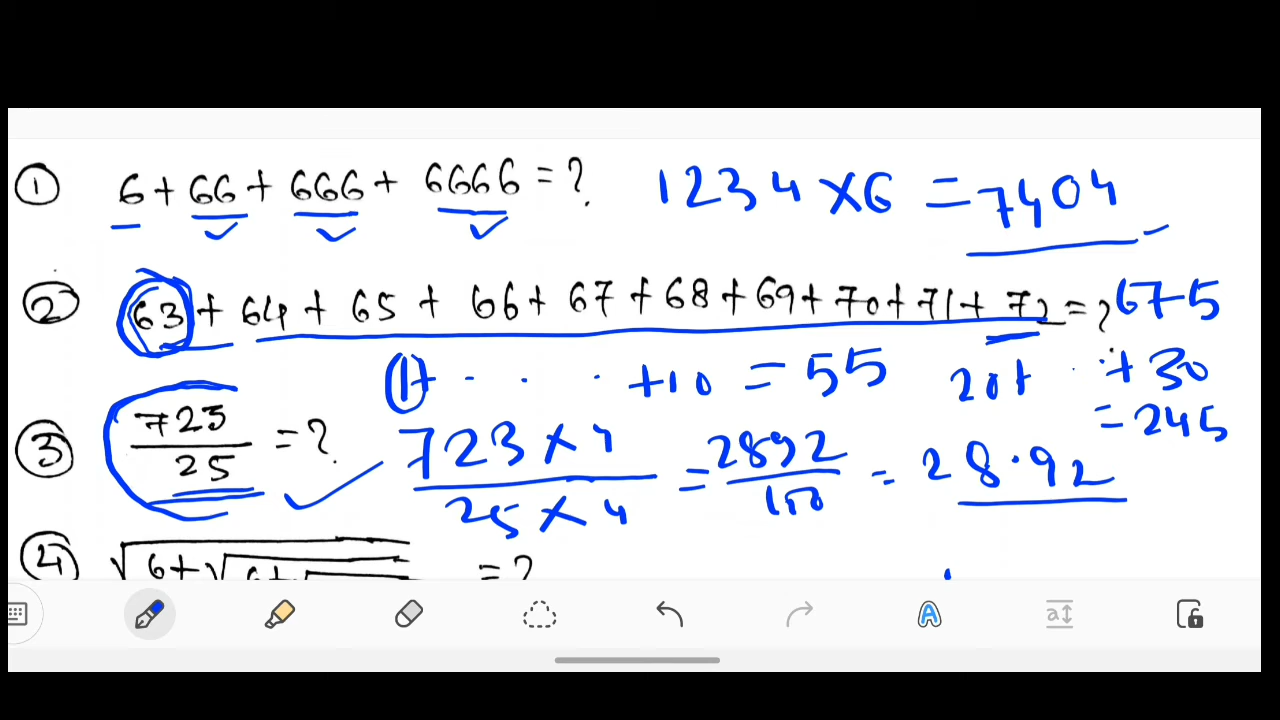 ① 6 + 66 + 666 + 6666 = ? 1234 × 6 = 7404
② 63 + 64 + 65 + 66 + 67 + 68 + 69 + 70 + 71 + 72 = ? 675
1+ . . . +10 = 55 20+ . . + 30
= 245
③ 723/25 = ? 723×4/25×4 = 2892/100 = 28.92
④ √6+√6+√ = ?
A a